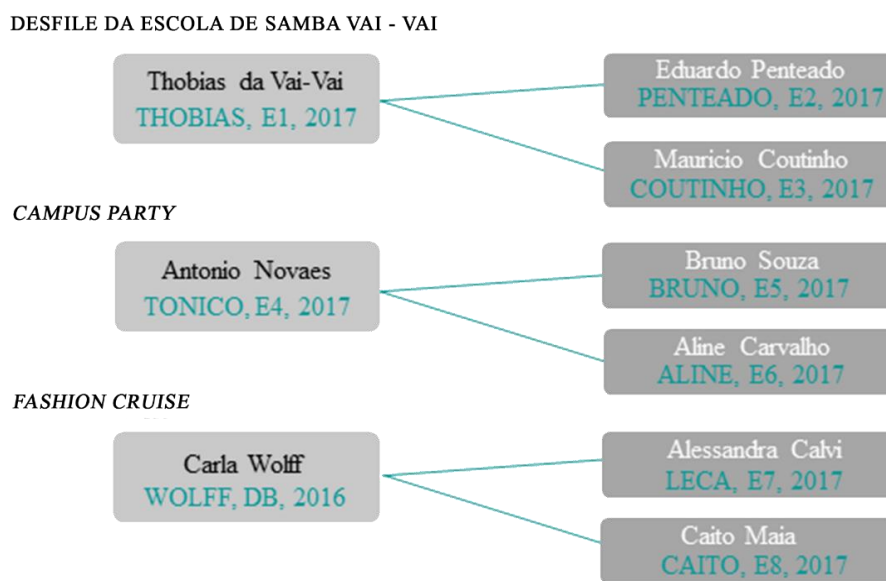 DESFILE DA ESCOLA DE SAMBA VAI - VAI
Thobias da Vai-Vai
THOBIAS, E1, 2017
Eduardo Penteado
PENTEADO, E2, 2017
Mauricio Coutinho
COUTINHO, E3, 2017
CAMPUS PARTY
Antonio Novaes
TONICO, E4, 2017
Bruno Souza
BRUNO, E5, 2017
Aline Carvalho
ALINE, E6, 2017
FASHION CRUISE
Carla Wolff
WOLFF, DB, 2016
Alessandra Calvi
LECA, E7, 2017
Caito Maia
CAITO, E8, 2017